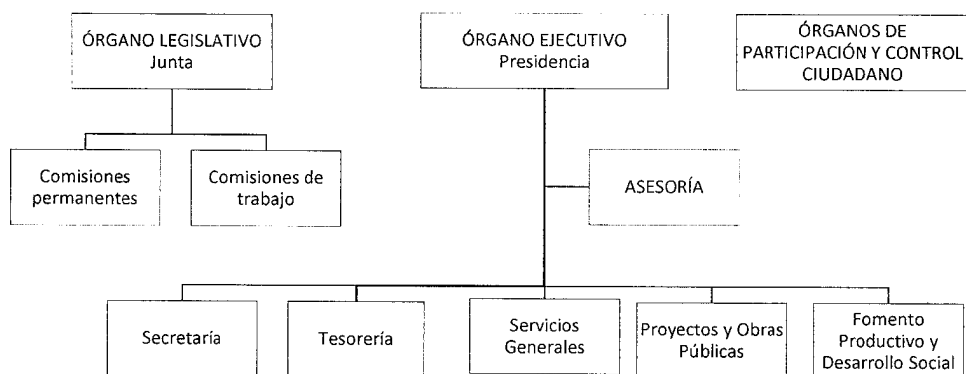 ÓRGANO LEGISLATIVO
Junta
ÓRGANO EJECUTIVO
Presidencia
ÓRGANOS DE
PARTICIPACIÓN Y CONTROL
CIUDADANO
Comisiones
permanentes
Comisiones de
trabajo
ASESORÍA
Secretaría
Tesorería
Servicios
Generales
Proyectos y Obras
Públicas
Fomento
Productivo y
Desarrollo Social